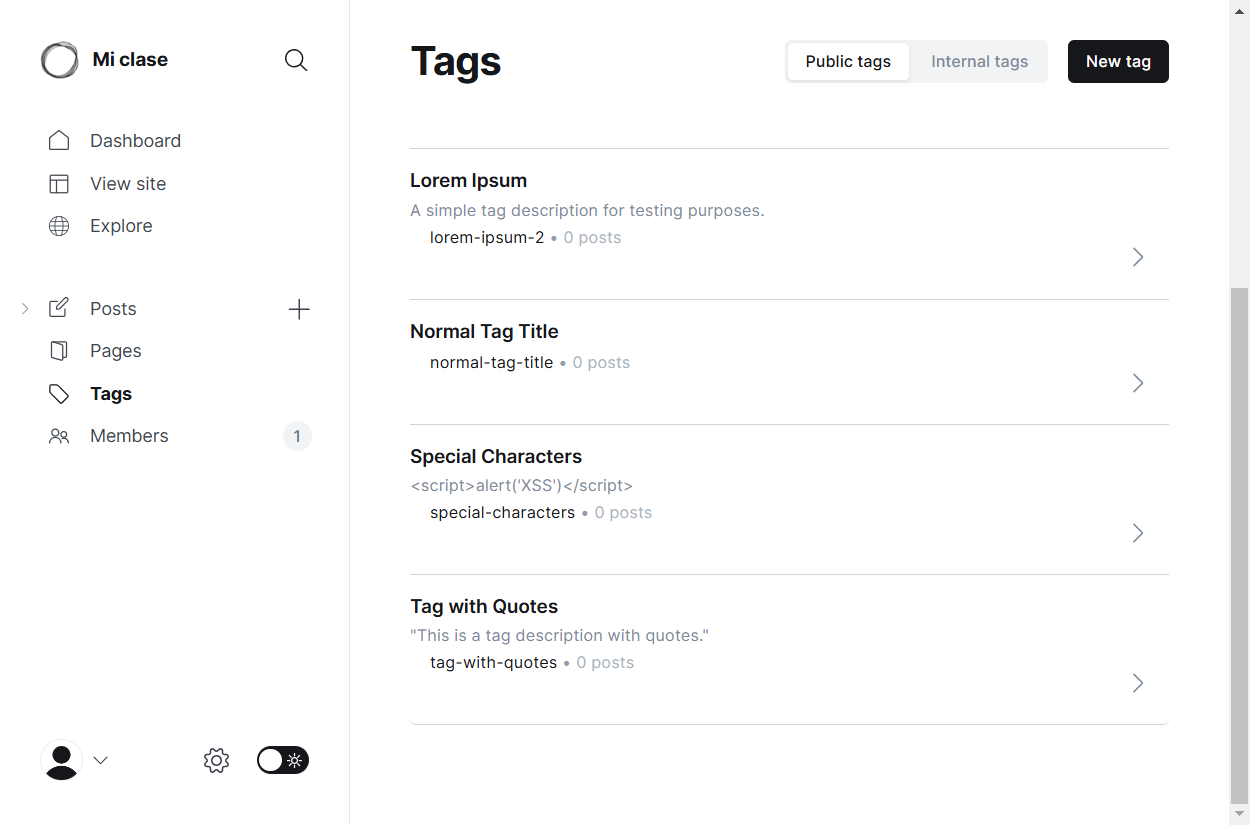 Mi clase
Dashboard
View site
Explore
Posts
Pages
Tags
Members
1
Tags
Public tags
Internal tags
New tag
Lorem Ipsum
A simple tag description for testing purposes.
lorem-ipsum-2 • 0 posts
Normal Tag Title
normal-tag-title • 0 posts
Special Characters
<script>alert('XSS')</script>
special-characters • 0 posts
Tag with Quotes
"This is a tag description with quotes."
tag-with-quotes • 0 posts